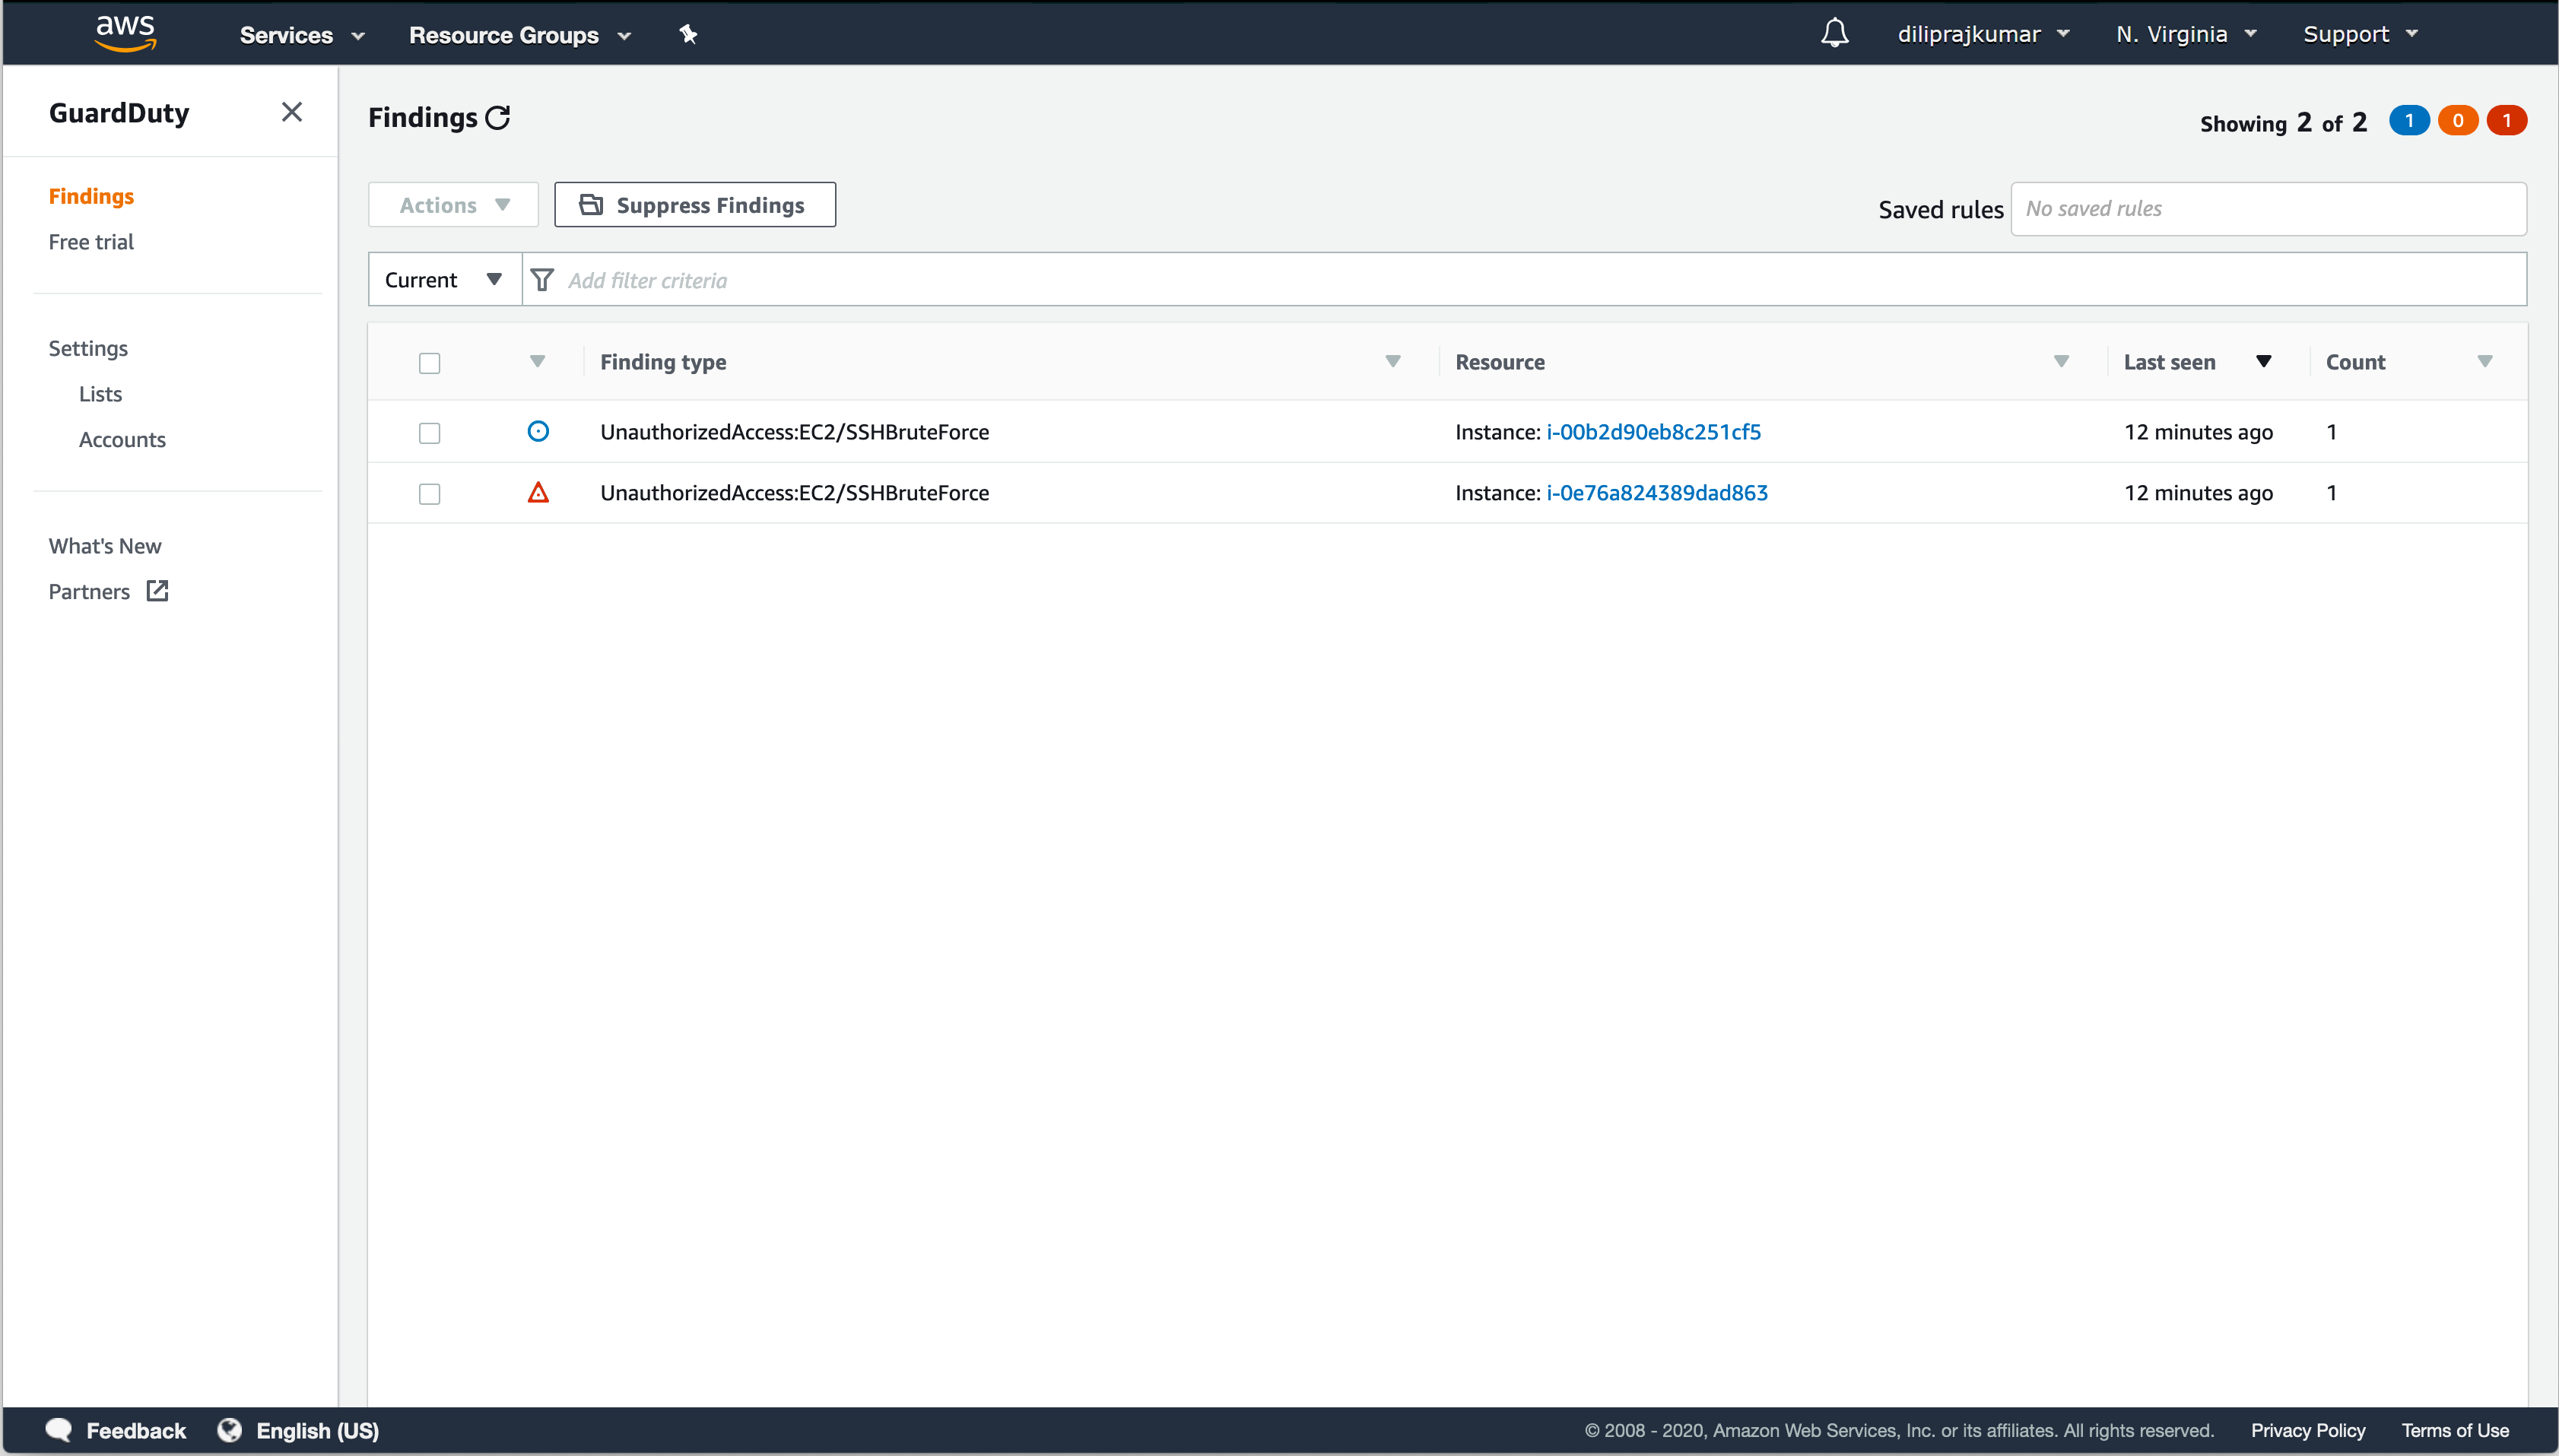 aws Services Resource Groups diliprajkumar N. Virginia Support
GuardDuty
Findings
Free trial
Settings
Lists
Accounts
What's New
Partners
Findings
Showing 2 of 2 1 0 1
Actions Suppress Findings Saved rules No saved rules
Current Add filter criteria
Finding type Resource Last seen Count
UnauthorizedAccess:EC2/SSHBruteForce Instance: i-00b2d90eb8c251cf5 12 minutes ago 1
UnauthorizedAccess:EC2/SSHBruteForce Instance: i-0e76a824389dad863 12 minutes ago 1
Feedback English (US) © 2008 - 2020, Amazon Web Services, Inc. or its affiliates. All rights reserved. Privacy Policy Terms of Use